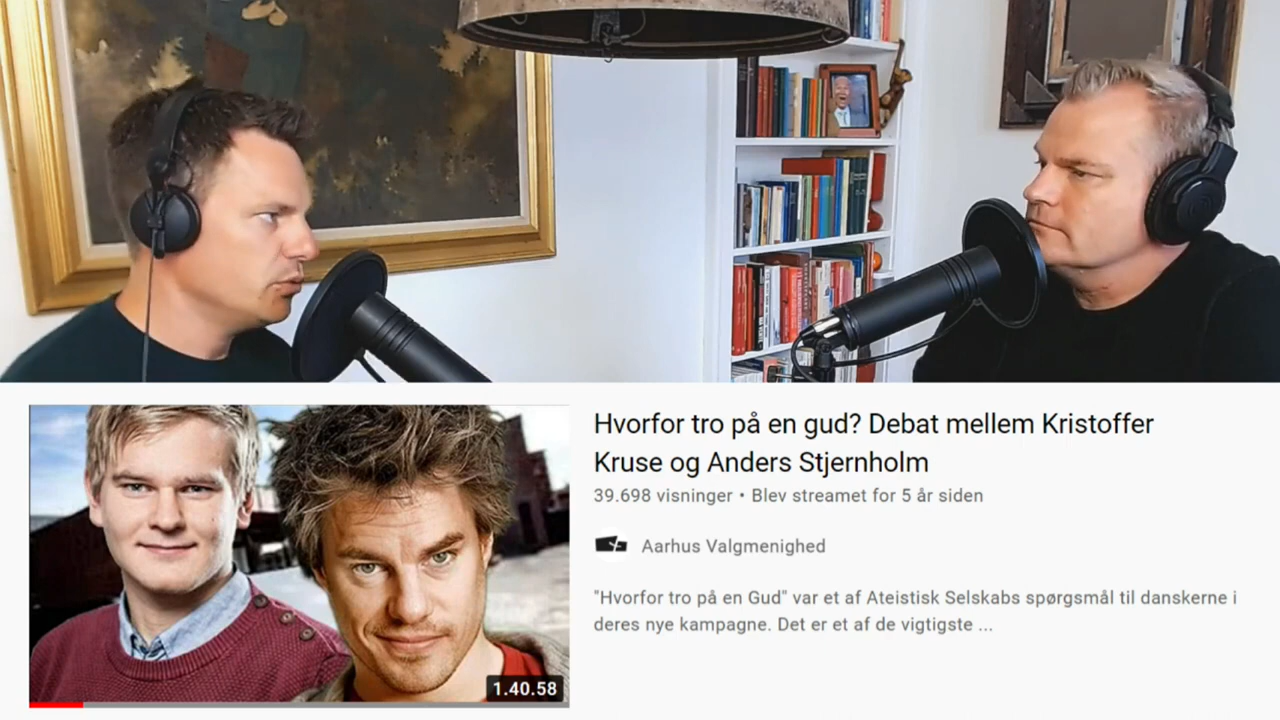 Hvorfor tro på en gud? Debat mellem Kristoffer
Kruse og Anders Stjernholm
39.698 visninger • Blev streamet for 5 år siden
Aarhus Valgmenighed
"Hvorfor tro på en Gud" var et af Ateistisk Selskabs spørgsmål til danskerne i
deres nye kampagne. Det er et af de vigtigste ...
1.40.58